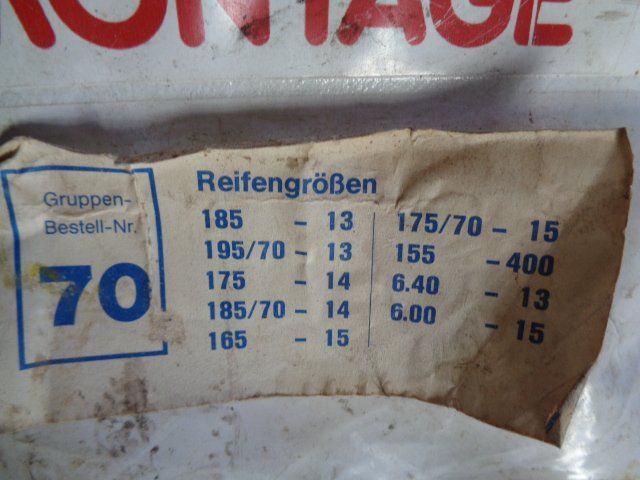 MONTAGE
Gruppen-
Bestell-Nr.
70
Reifengrößen
185 - 13
195/70 - 13
175 - 14
185/70 - 14
165 - 15
175/70 - 15
155 - 400
6.40 - 13
6.00 - 15